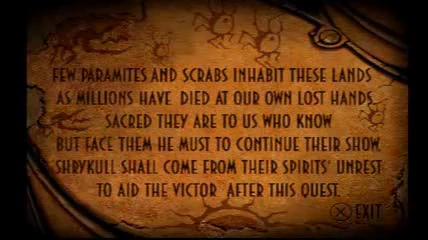 FEW PARAMITES AND SCRABS INHABIT THESE LANDS
AS MILLIONS HAVE DIED AT OUR OWN LOST HANDS.
SACRED THEY ARE TO US WHO KNOW
BUT FACE THEM HE MUST TO CONTINUE THEIR SHOW.
SHRYKULL SHALL COME FROM THEIR SPIRITS' UNREST
TO AID THE VICTOR AFTER THIS QUEST.
EXIT